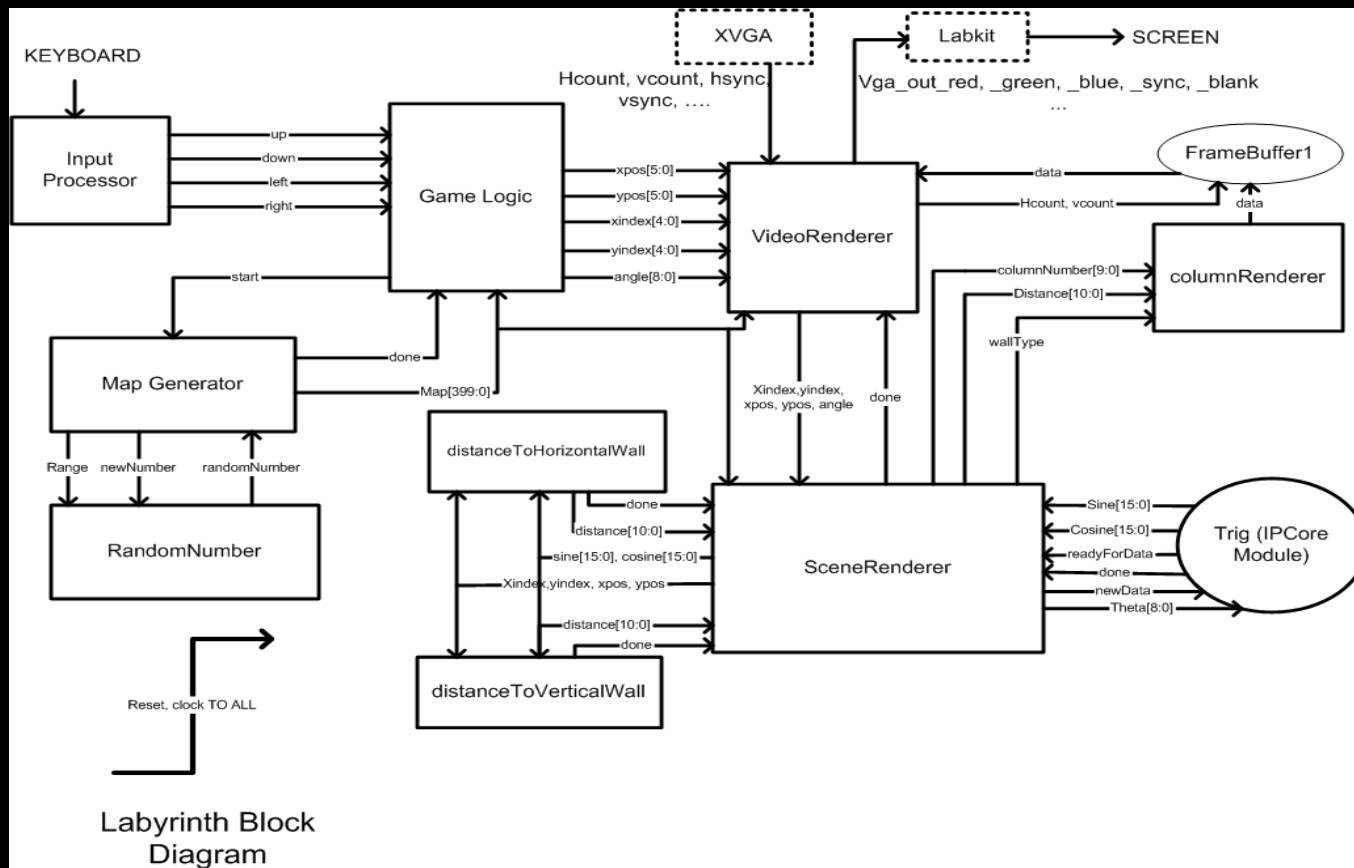 XVGA
Labkit
SCREEN
KEYBOARD
Hcount, vcount, hsync,
vsync, ....
Vga_out_red, _green, _blue, _sync, _blank
...
Input
Processor
up
down
left
right
Game Logic
xpos[5:0]
ypos[5:0]
xindex[4:0]
yindex[4:0]
angle[8:0]
VideoRenderer
data
Hcount, vcount
FrameBuffer1
data
columnRenderer
columnNumber[9:0]
Distance[10:0]
wallType
start
done
Map[399:0]
Map Generator
Range
newNumber
randomNumber
RandomNumber
Xindex,yindex,
xpos, ypos, angle
done
distanceToHorizontalWall
done
distance[10:0]
sine[15:0], cosine[15:0]
Xindex,yindex, xpos, ypos
distance[10:0]
done
distanceToVerticalWall
SceneRenderer
Sine[15:0]
Cosine[15:0]
readyForData
done
newData
Theta[8:0]
Trig (IPCore
Module)
Reset, clock TO ALL
Labyrinth Block
Diagram